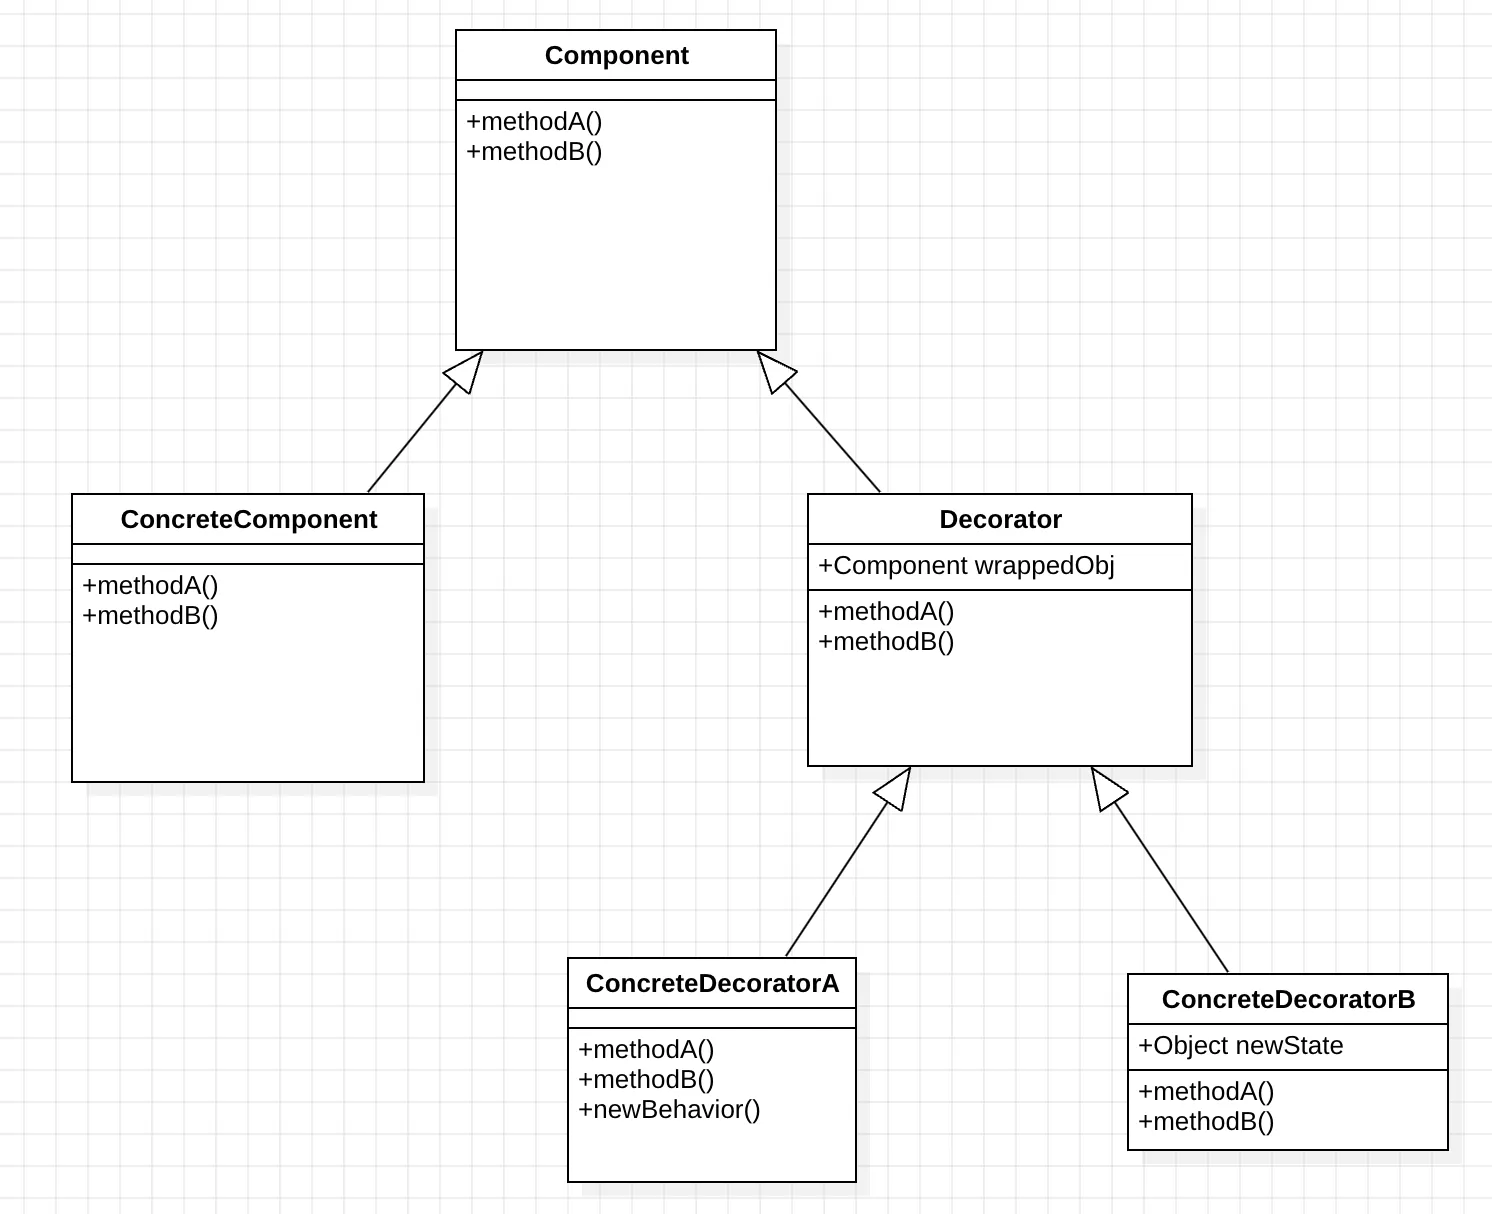 Component
+methodA()
+methodB()
ConcreteComponent
+methodA()
+methodB()
Decorator
+Component wrappedObj
+methodA()
+methodB()
ConcreteDecoratorA
+methodA()
+methodB()
+newBehavior()
ConcreteDecoratorB
+Object newState
+methodA()
+methodB()